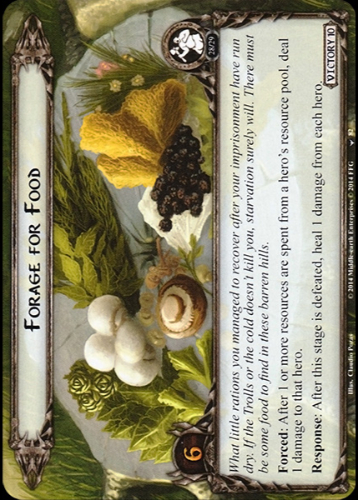 FORAGE FOR FOOD
28/29
6
What little rations you managed to recover after your imprisonment have run
dry. If the Trolls or the cold doesn't kill you, starvation surely will. There must
be some food to find in these barren hills.
Forced: After 1 or more resources are spent from a hero's resource pool, deal
1 damage to that hero.
Response: After this stage is defeated, heal 1 damage from each hero.
VICTORY 10
Illus. Claudio Pozas
© 2014 Middle-earth Enterprises © 2014 FFG